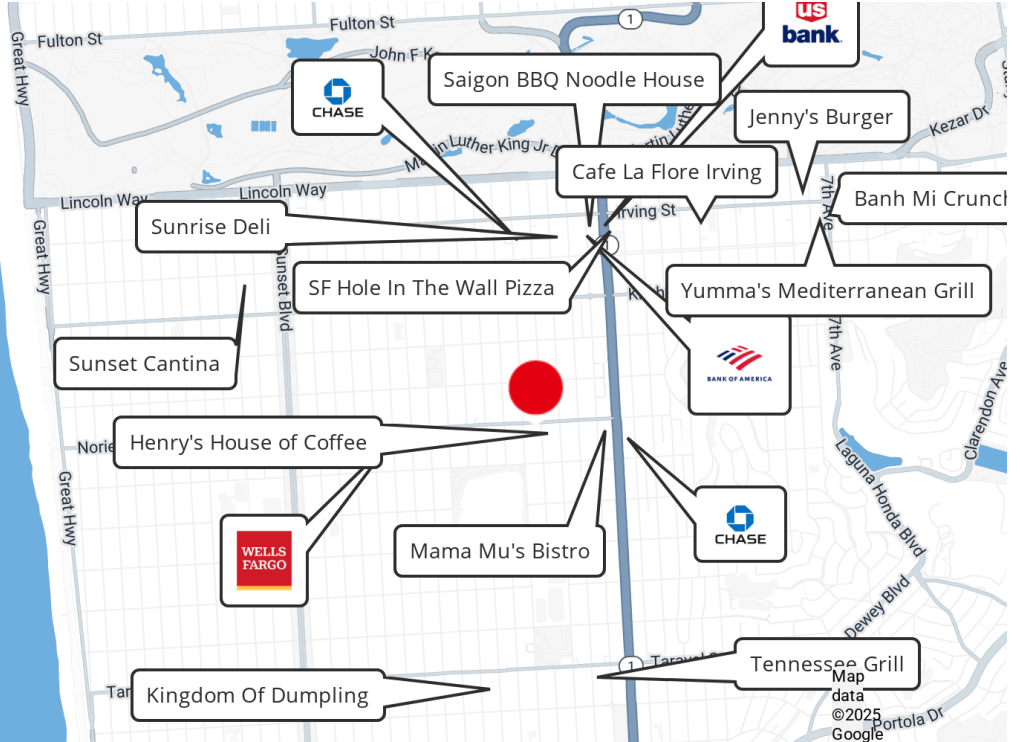 Fulton St
Fulton St
1
us
bank
Great Hwy
John F K
CHASE
Saigon BBQ Noodle House
Jenny's Burger
Kezar Dr
Martin Luther King Jr D
Cafe La Flore Irving
Lincoln Way
Lincoln Way
7th Ave
Banh Mi Crunch
Sunrise Deli
Irving St
Great Hwy
Sunset Blvd
SF Hole In The Wall Pizza
Yumma's Mediterranean Grill
7th Ave
Sunset Cantina
BANK OF AMERICA
Clarendon Ave
Henry's House of Coffee
Norie
Laguna Honda Blvd
Great Hwy
WELLS
FARGO
Mama Mu's Bistro
CHASE
Dewey Blvd
1
Taraval S
Tennessee Grill
Tar
Kingdom Of Dumpling
Map
data
©2025
Google
Portola Dr